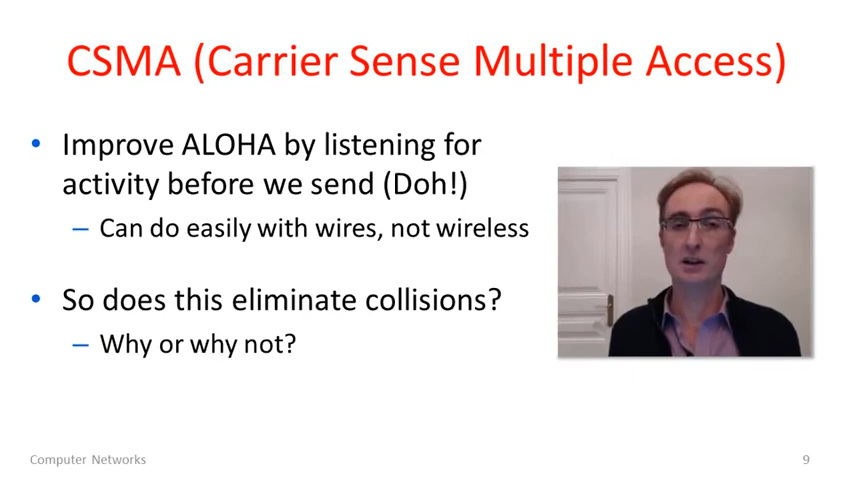 CSMA (Carrier Sense Multiple Access)
• Improve ALOHA by listening for
activity before we send (Doh!)
– Can do easily with wires, not wireless
• So does this eliminate collisions?
– Why or why not?
Computer Networks
9